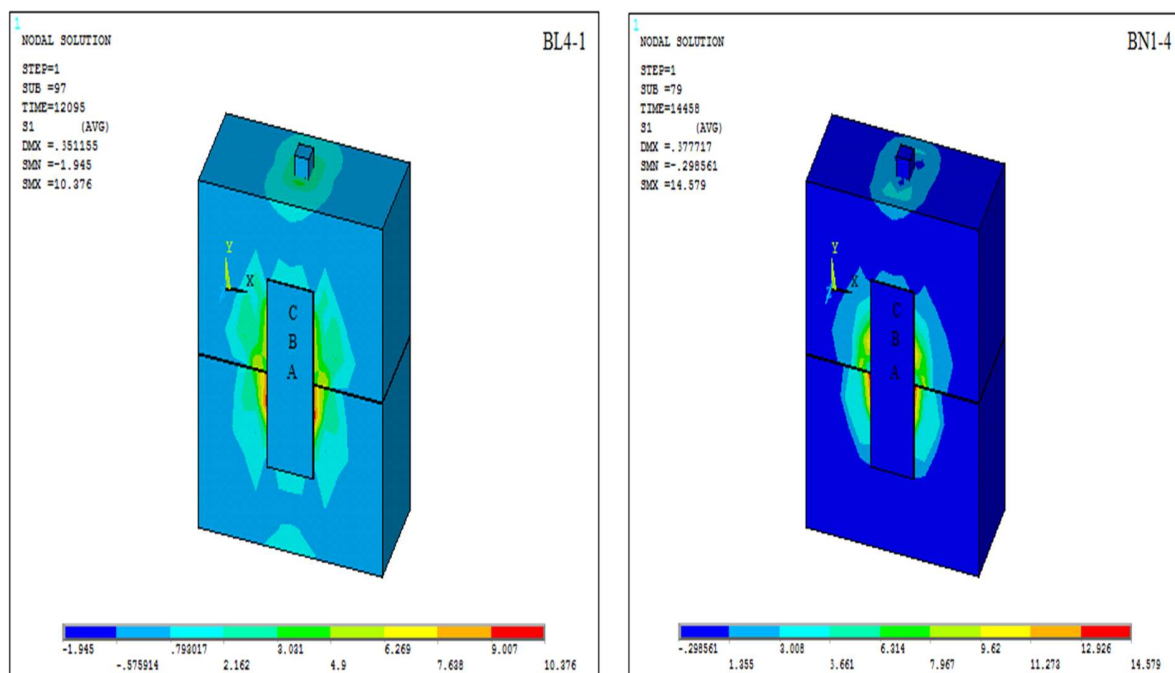 1
NODAL SOLUTION
BL4-1
STEP=1
SUB =97
TIME=12095
S1 (AVG)
DMX =.351155
SMN =-1.945
SMX =10.376
Y
X
C
B
A
-1.945
-.575914
.793017
2.162
3.031
4.9
6.269
7.638
9.007
10.376
1
NODAL SOLUTION
BN1-4
STEP=1
SUB =79
TIME=14458
S1 (AVG)
DMX =.377717
SMN =-.298561
SMX =14.579
Y
X
C
B
A
-.298561
1.355
3.008
3.661
6.314
7.967
9.62
11.273
12.926
14.579